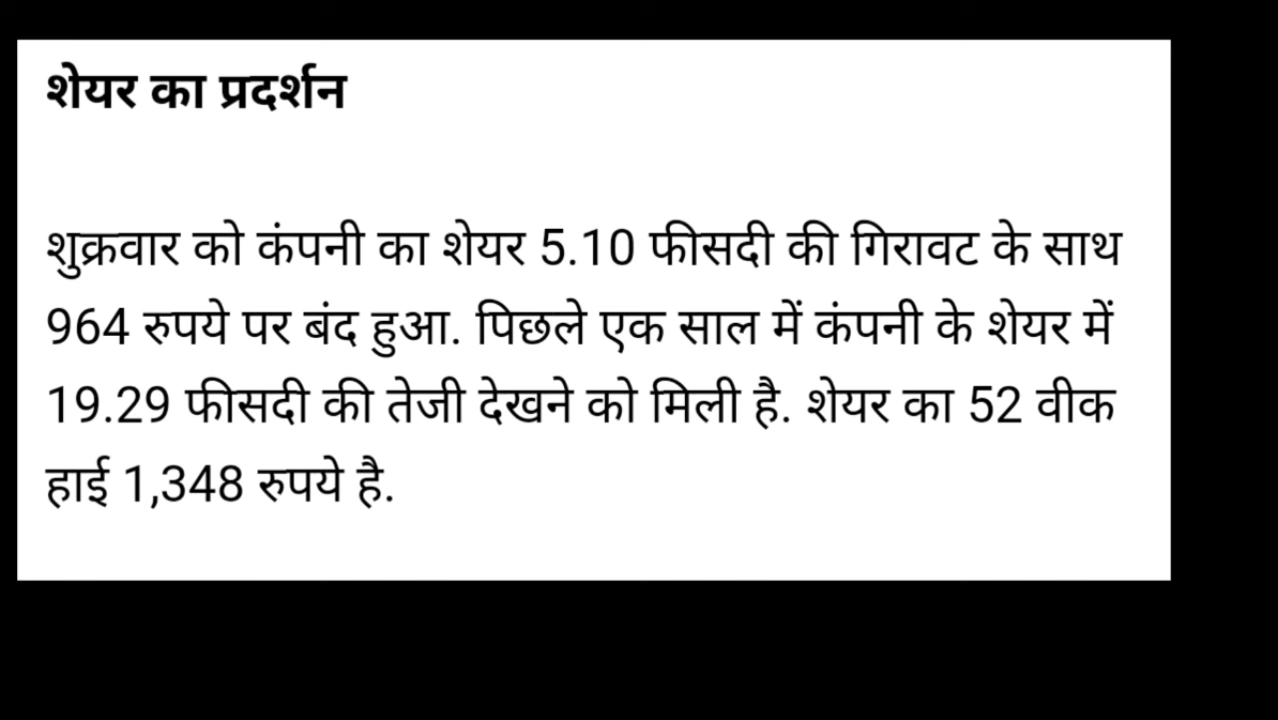 शेयर का प्रदर्शन
शुक्रवार को कंपनी का शेयर 5.10 फीसदी की गिरावट के साथ
964 रुपये पर बंद हुआ. पिछले एक साल में कंपनी के शेयर में
19.29 फीसदी की तेजी देखने को मिली है. शेयर का 52 वीक
हाई 1,348 रुपये है.